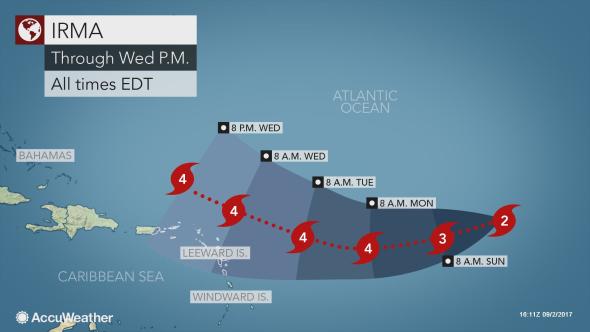 IRMA
Through Wed P.M.
All times EDT
ATLANTIC
OCEAN
8 P.M. WED
BAHAMAS
8 A.M. WED
4
8 A.M. TUE
8 A.M. MON
4
2
4
4
3
LEEWARD IS.
8 A.M. SUN
CARIBBEAN SEA
WINDWARD IS.
AccuWeather
16:11Z 09/2/2017